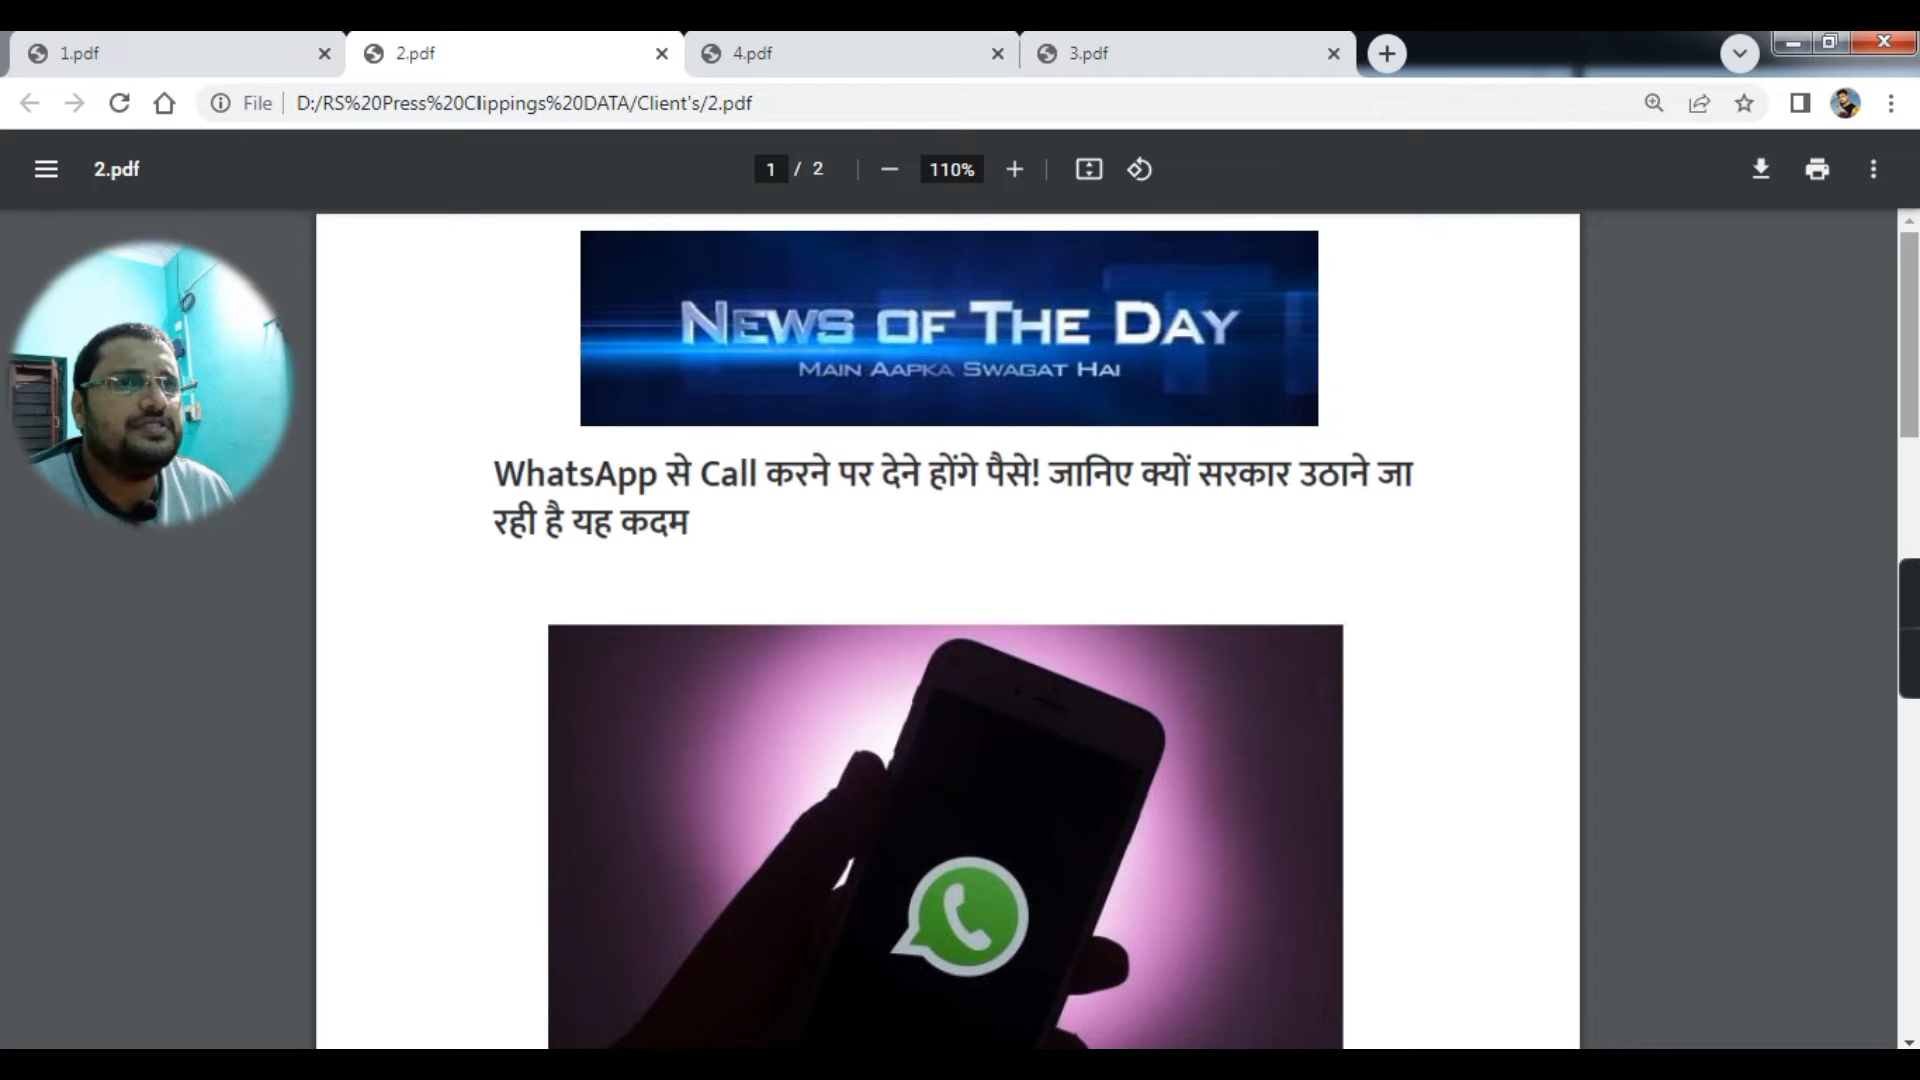 1.pdf
2.pdf
4.pdf
3.pdf
File
D:/RS%20Press%20Clippings%20DATA/Client's/2.pdf
2.pdf
1 / 2
110%
NEWS OF THE DAY
MAIN AAPKA SWAGAT HAI
WhatsApp से Call करने पर देने होंगे पैसे! जानिए क्यों सरकार उठाने जा
रही है यह कदम